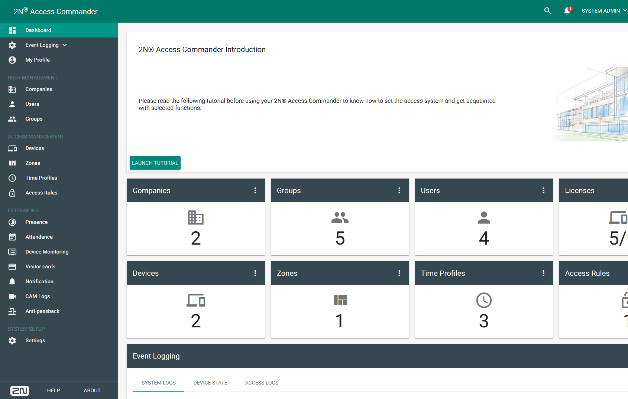 2N® Access Commander
SYSTEM ADMIN
Dashboard
Event Logging
My Profile
USER MANAGEMENT
Companies
Users
Groups
ACCESS MANAGEMENT
Devices
Zones
Time Profiles
Access Rules
Presence
Attendance
Device Monitoring
Visitor cards
Notification
CAM Logs
Anti-passback
SYSTEM SETUP
Settings
2N
HELP
ABOUT
2N® Access Commander Introduction
Please read the following tutorial before using your 2N® Access Commander to know how to set the access system and get acquainted
with selected functions.
LAUNCH TUTORIAL
Companies
2
Groups
5
Users
4
Licenses
5/
Devices
2
Zones
1
Time Profiles
3
Access Rules
1
Event Logging
SYSTEM LOGS
DEVICE STATE
ACCESS LOGS